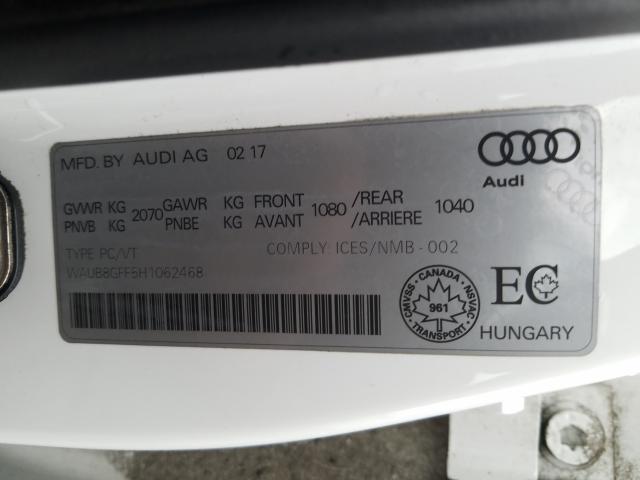 MFD. BY AUDI AG 02 17
Audi
GVWR KG 2070 GAWR KG FRONT 1080 /REAR 1040
PNVB KG PNBE KG AVANT /ARRIERE
TYPE PC/VT COMPLY: ICES/NMB - 002
WAUB8GFF5H1062468
CMVSS - CANADA - NSVAC
961
TRANSPORT
EC
HUNGARY